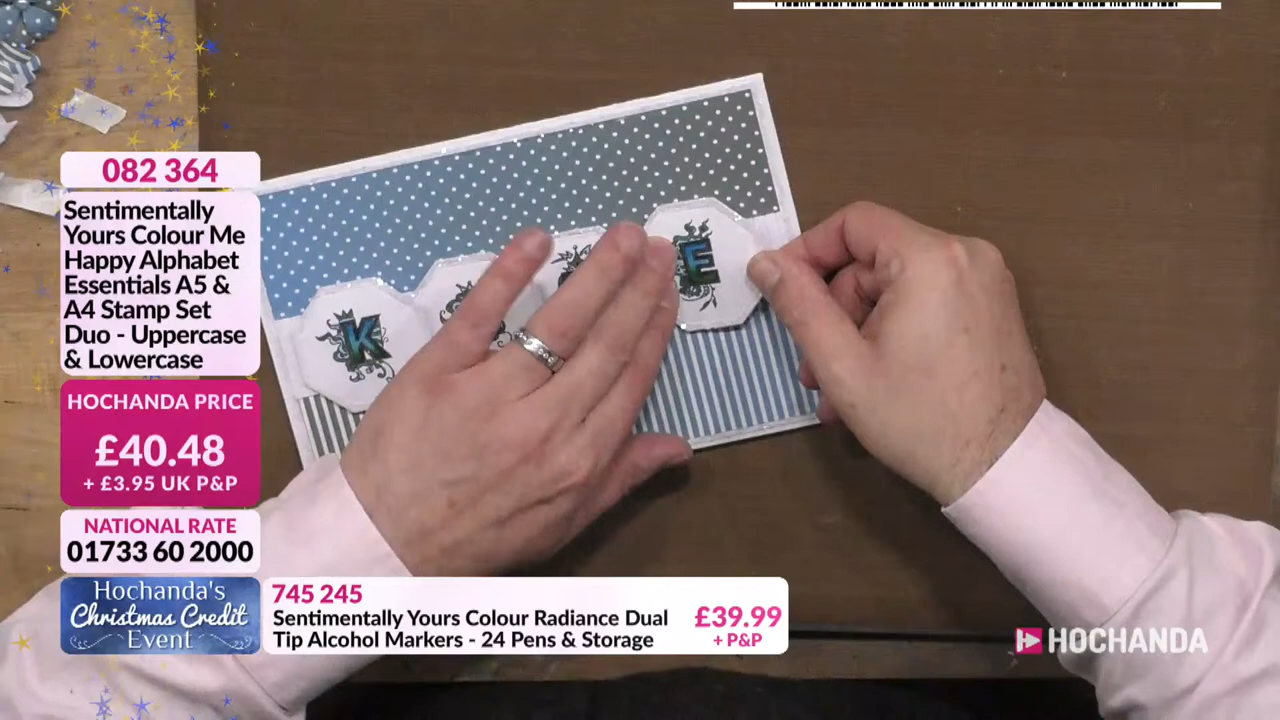 082 364
Sentimentally
Yours Colour Me
Happy Alphabet
Essentials A5 &
A4 Stamp Set
Duo - Uppercase
& Lowercase
HOCHANDA PRICE
£40.48
+ £3.95 UK P&P
NATIONAL RATE
01733 60 2000
Hochanda's
Christmas Credit
Event
745 245
Sentimentally Yours Colour Radiance Dual
Tip Alcohol Markers - 24 Pens & Storage
£39.99
+ P&P
HOCHANDA
K
E